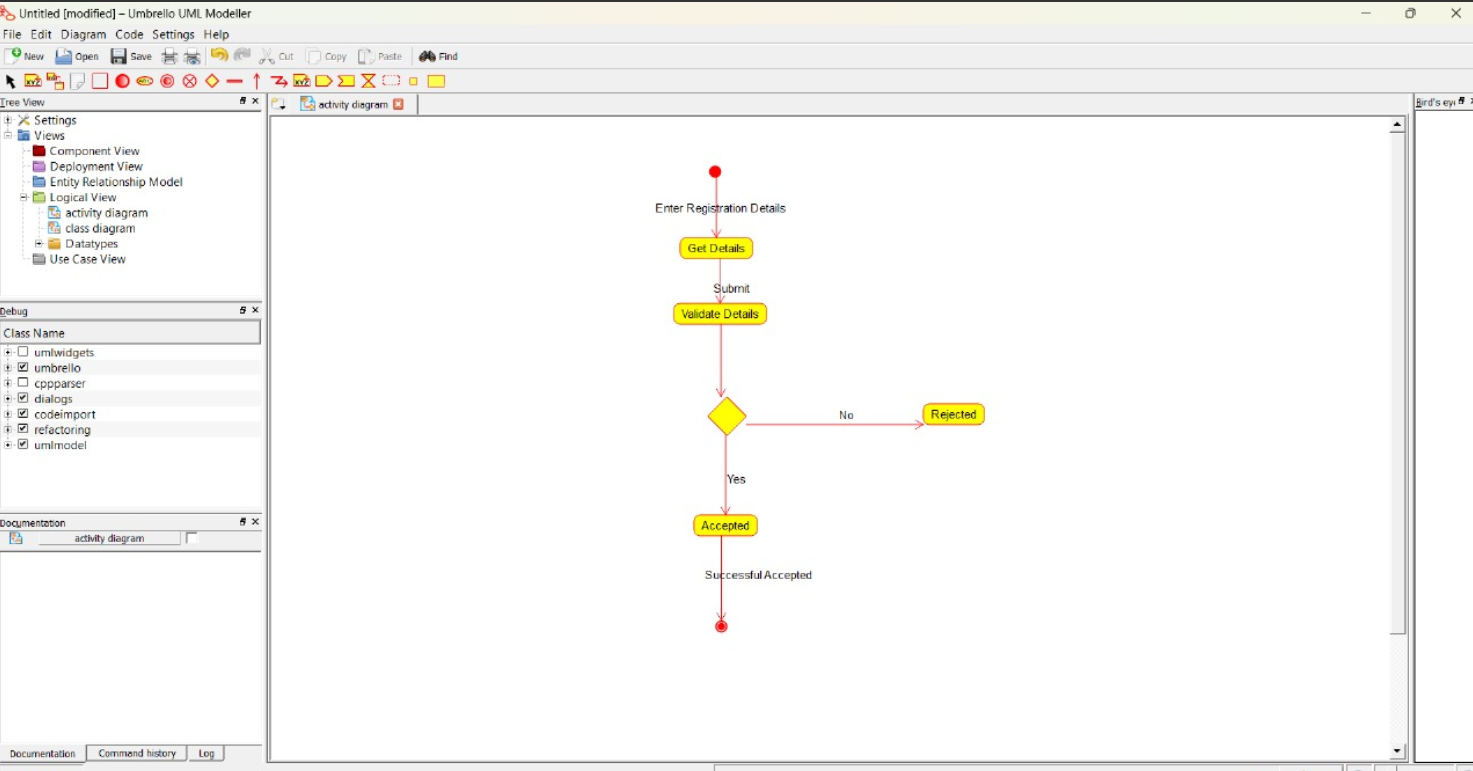 Untitled [modified] – Umbrello UML Modeller
File Edit Diagram Code Settings Help
New Open Save Cut Copy Paste Find
Tree View
activity diagram
Bird's ey
Settings
Views
Component View
Deployment View
Entity Relationship Model
Logical View
activity diagram
class diagram
Datatypes
Use Case View
Debug
Class Name
umlwidgets
umbrello
cppparser
dialogs
codeimport
refactoring
umlmodel
Documentation
activity diagram
Documentation Command history Log
Enter Registration Details
Get Details
Submit
Validate Details
No
Rejected
Yes
Accepted
Successful Accepted